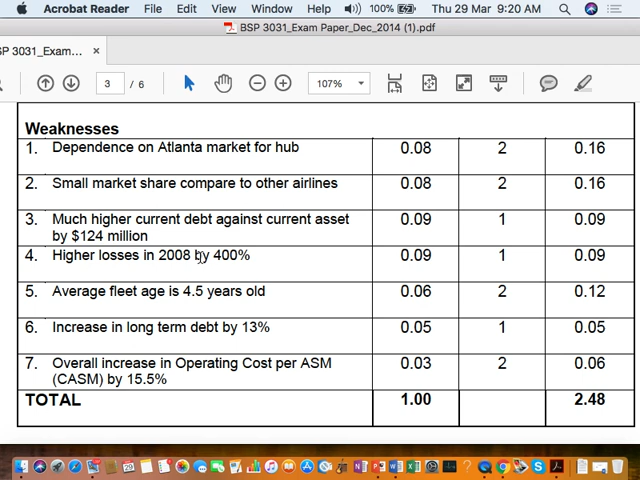 Acrobat Reader File Edit View Window Help 100% Thu 29 Mar 9:20 AM
BSP 3031_Exam Paper_Dec_2014 (1).pdf
SP 3031_Exam... ×
3 / 6 107%
Weaknesses
1. Dependence on Atlanta market for hub 0.08 2 0.16
2. Small market share compare to other airlines 0.08 2 0.16
3. Much higher current debt against current asset 0.09 1 0.09
by $124 million
4. Higher losses in 2008 by 400% 0.09 1 0.09
5. Average fleet age is 4.5 years old 0.06 2 0.12
6. Increase in long term debt by 13% 0.05 1 0.05
7. Overall increase in Operating Cost per ASM 0.03 2 0.06
(CASM) by 15.5%
TOTAL 1.00 2.48